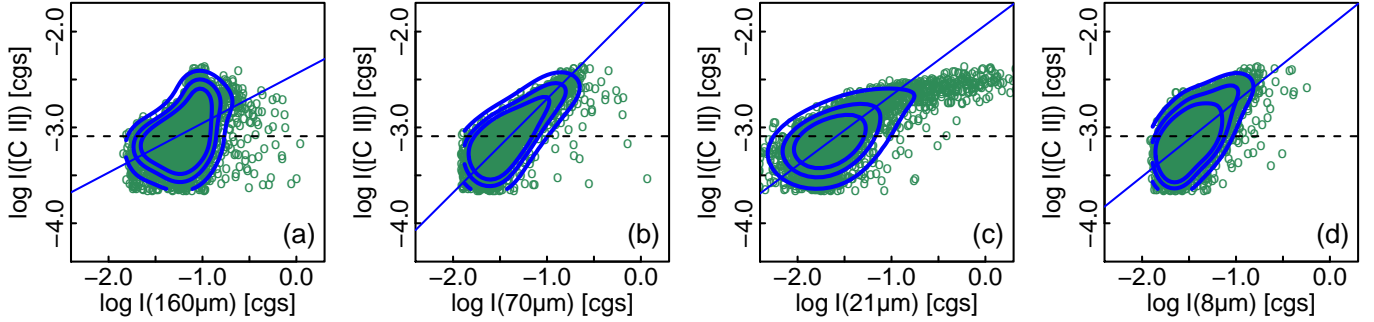 log I([C II]) [cgs]
−2.0
−3.0
−4.0
(a)
−2.0 −1.0 0.0
log I(160μm) [cgs]
log I([C II]) [cgs]
−2.0
−3.0
−4.0
(b)
−2.0 −1.0 0.0
log I(70μm) [cgs]
log I([C II]) [cgs]
−2.0
−3.0
−4.0
(c)
−2.0 −1.0 0.0
log I(21μm) [cgs]
log I([C II]) [cgs]
−2.0
−3.0
−4.0
(d)
−2.0 −1.0 0.0
log I(8μm) [cgs]